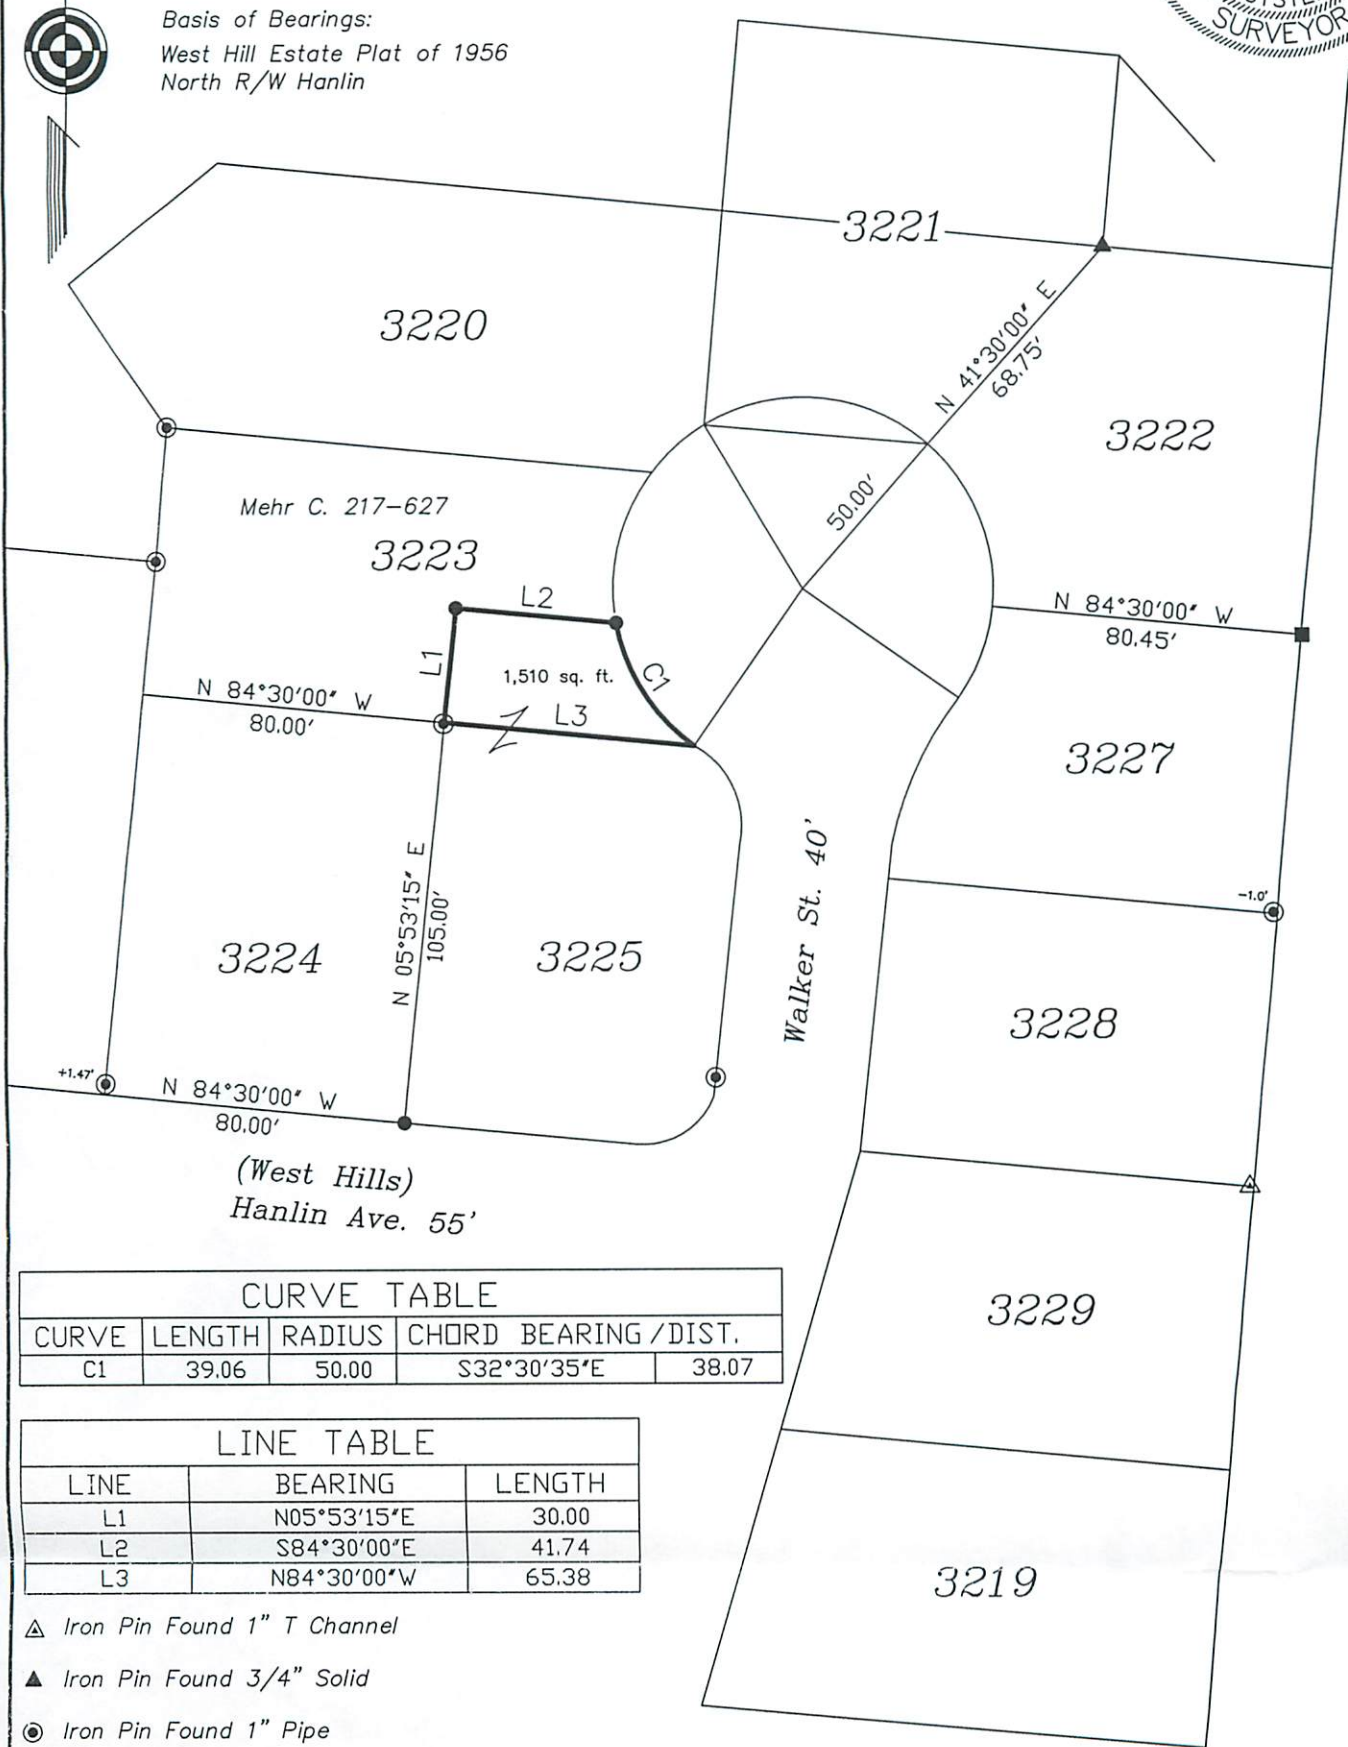 Basis of Bearings:
West Hill Estate Plat of 1956
North R/W Hanlin
SURVEYOR
3221
3220
N 41°30'00" E
68.75'
3222
50.00'
Mehr C. 217-627
3223
L2
N 84°30'00" W
80.45'
L1
1,510 sq. ft.
C1
N 84°30'00" W
80.00'
L3
3227
N 05°53'15" E
105.00'
Walker St. 40'
-1.0'
3224
3225
3228
+1.47'
N 84°30'00" W
80.00'
(West Hills)
Hanlin Ave. 55'
3229
CURVE TABLE
CURVE LENGTH RADIUS CHORD BEARING/DIST.
C1 39.06 50.00 S32°30'35"E 38.07
LINE TABLE
LINE BEARING LENGTH
L1 N05°53'15"E 30.00
L2 S84°30'00"E 41.74
L3 N84°30'00"W 65.38
3219
Iron Pin Found 1" T Channel
Iron Pin Found 3/4" Solid
Iron Pin Found 1" Pipe